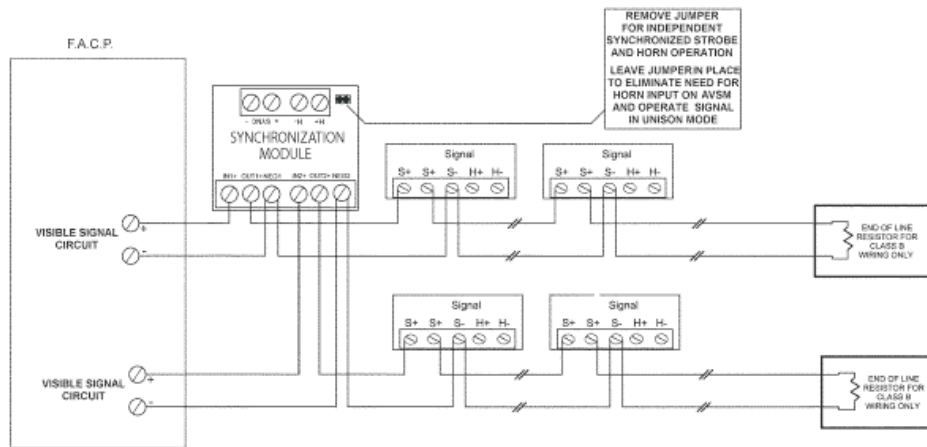 F.A.C.P.
REMOVE JUMPER
FOR INDEPENDENT
SYNCHRONIZED STROBE
AND HORN OPERATION
LEAVE JUMPERIN PLACE
TO ELIMINATE NEED FOR
HORN INPUT ON AVSM
AND OPERATE SIGNAL
IN UNISON MODE
- SYNC + H- H+
SYNCHRONIZATION
MODULE
IN1+ OUT1+ NEG1 IN2+ OUT2+ NEG2
Signal
S+ S+ S- H+ H-
Signal
S+ S+ S- H+ H-
VISIBLE SIGNAL
CIRCUIT
+
-
END OF LINE
RESISTOR FOR
CLASS B
WIRING ONLY
Signal
S+ S+ S- H+ H-
Signal
S+ S+ S- H+ H-
VISIBLE SIGNAL
CIRCUIT
+
-
END OF LINE
RESISTOR FOR
CLASS B
WIRING ONLY